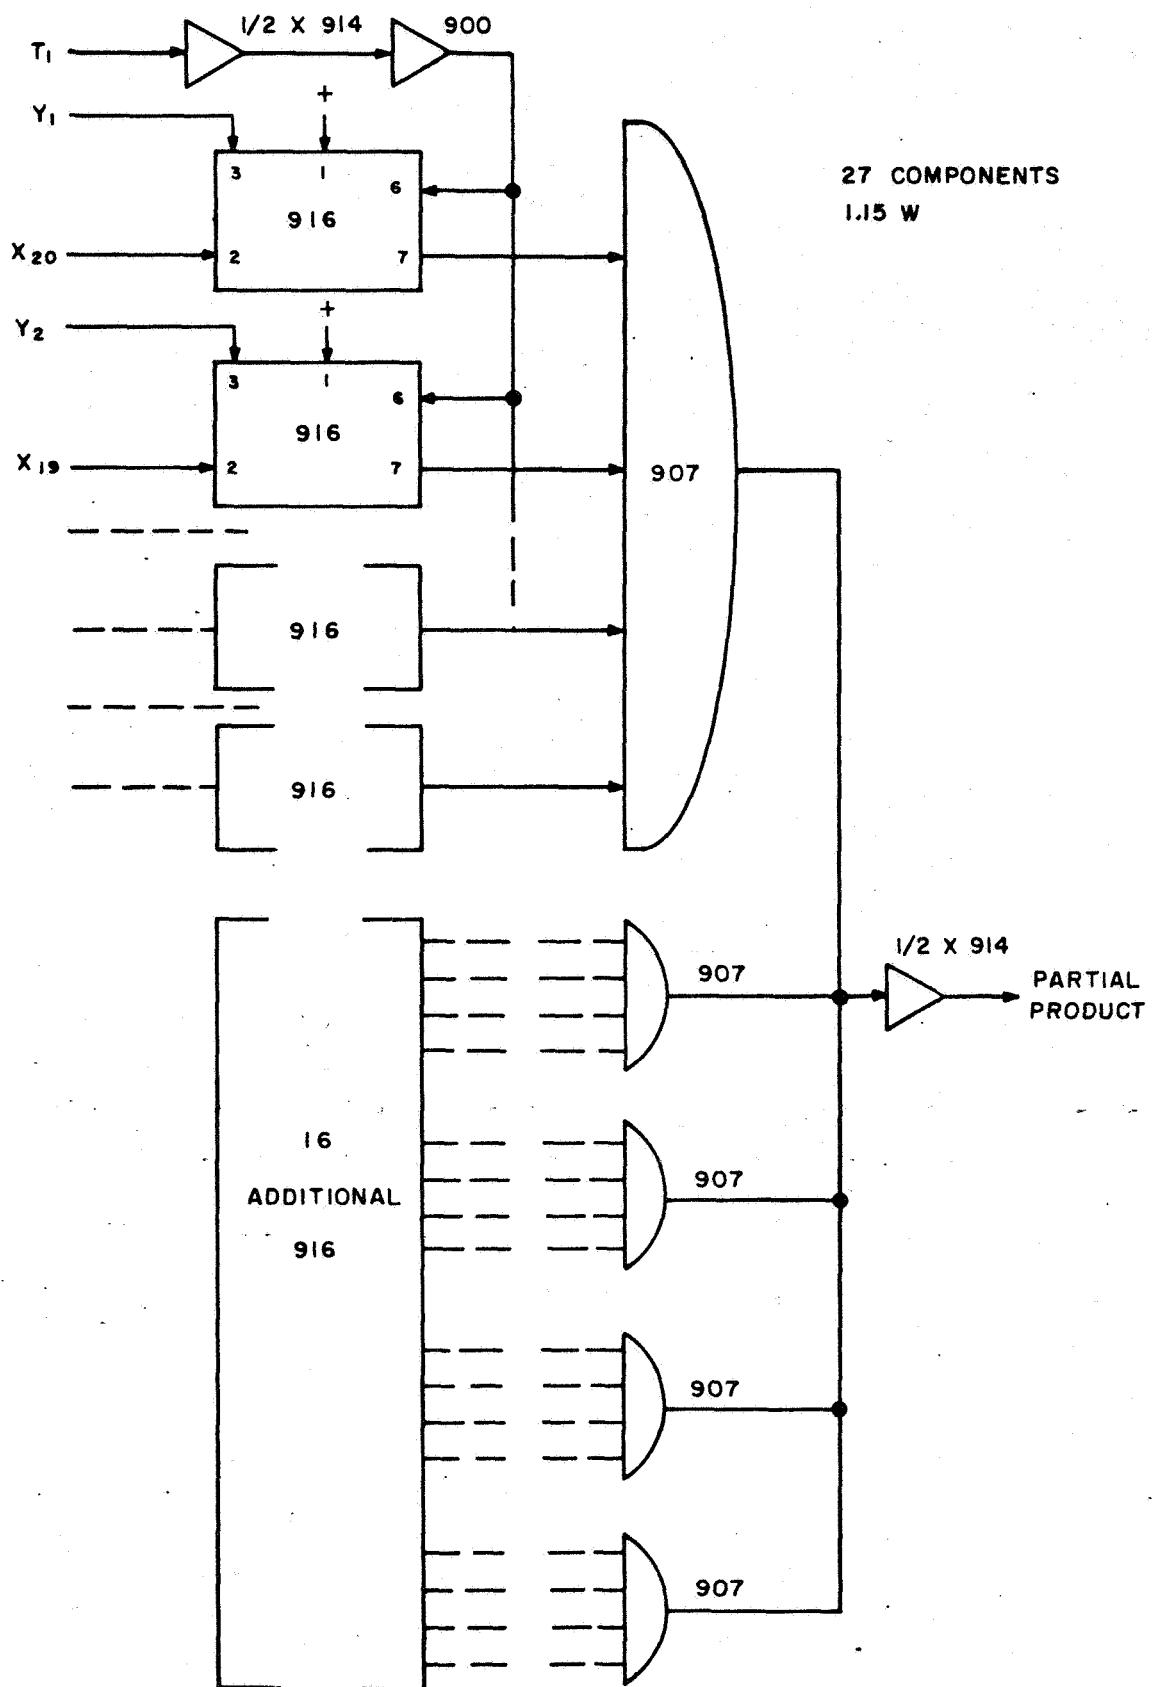 T1
1/2 X 914
900
Y1
+
3
1
6
916
X20
2
7
27 COMPONENTS
1.15 W
Y2
+
3
1
6
916
X19
2
7
907
916
916
16
ADDITIONAL
916
907
907
907
907
1/2 X 914
PARTIAL
PRODUCT